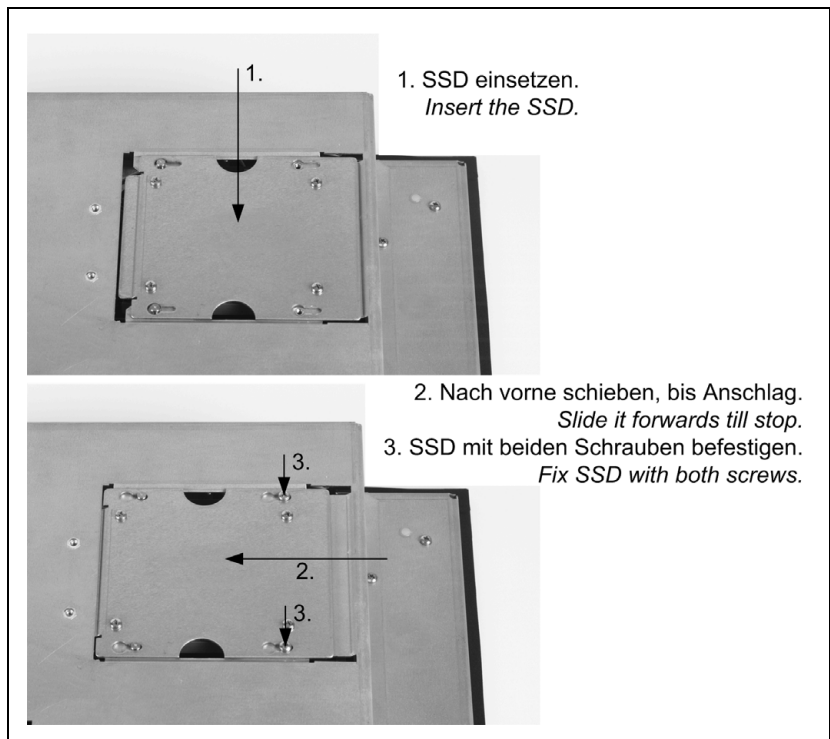 1.
1. SSD einsetzen.
Insert the SSD.
2. Nach vorne schieben, bis Anschlag.
Slide it forwards till stop.
3. SSD mit beiden Schrauben befestigen.
Fix SSD with both screws.
3.
2.
3.